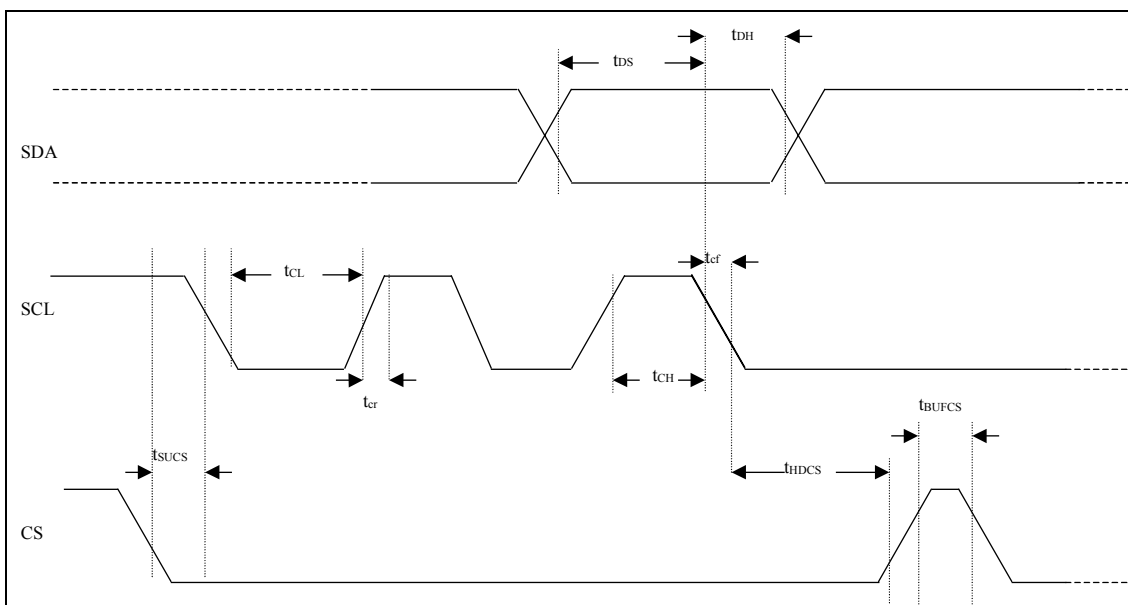 tDH
tDS
SDA
tCL
tcf
SCL
tCH
tcr
tBUFCS
tSUCS
tHDCS
CS